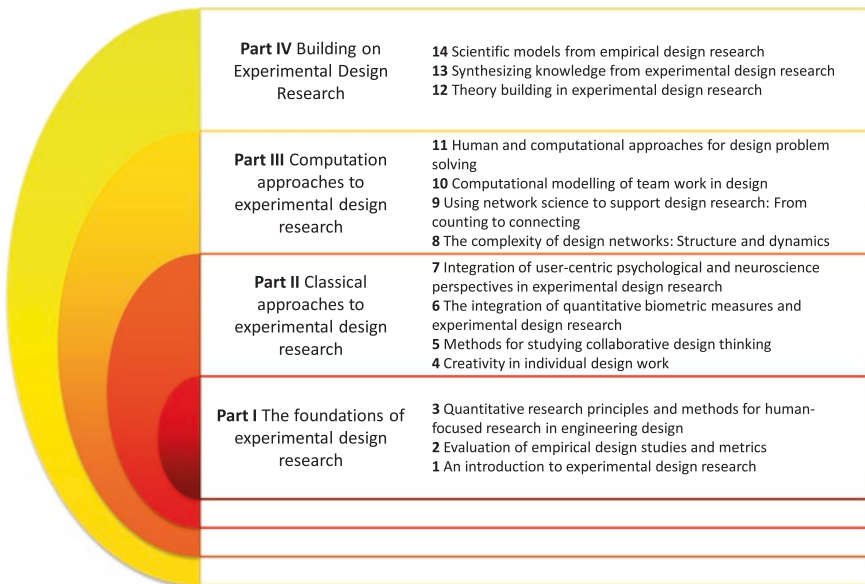 Part IV Building on
Experimental Design
Research
14 Scientific models from empirical design research
13 Synthesizing knowledge from experimental design research
12 Theory building in experimental design research
Part III Computation
approaches to
experimental design
research
11 Human and computational approaches for design problem
solving
10 Computational modelling of team work in design
9 Using network science to support design research: From
counting to connecting
8 The complexity of design networks: Structure and dynamics
Part II Classical
approaches to
experimental design
research
7 Integration of user-centric psychological and neuroscience
perspectives in experimental design research
6 The integration of quantitative biometric measures and
experimental design research
5 Methods for studying collaborative design thinking
4 Creativity in individual design work
Part I The foundations of
experimental design
research
3 Quantitative research principles and methods for human-
focused research in engineering design
2 Evaluation of empirical design studies and metrics
1 An introduction to experimental design research